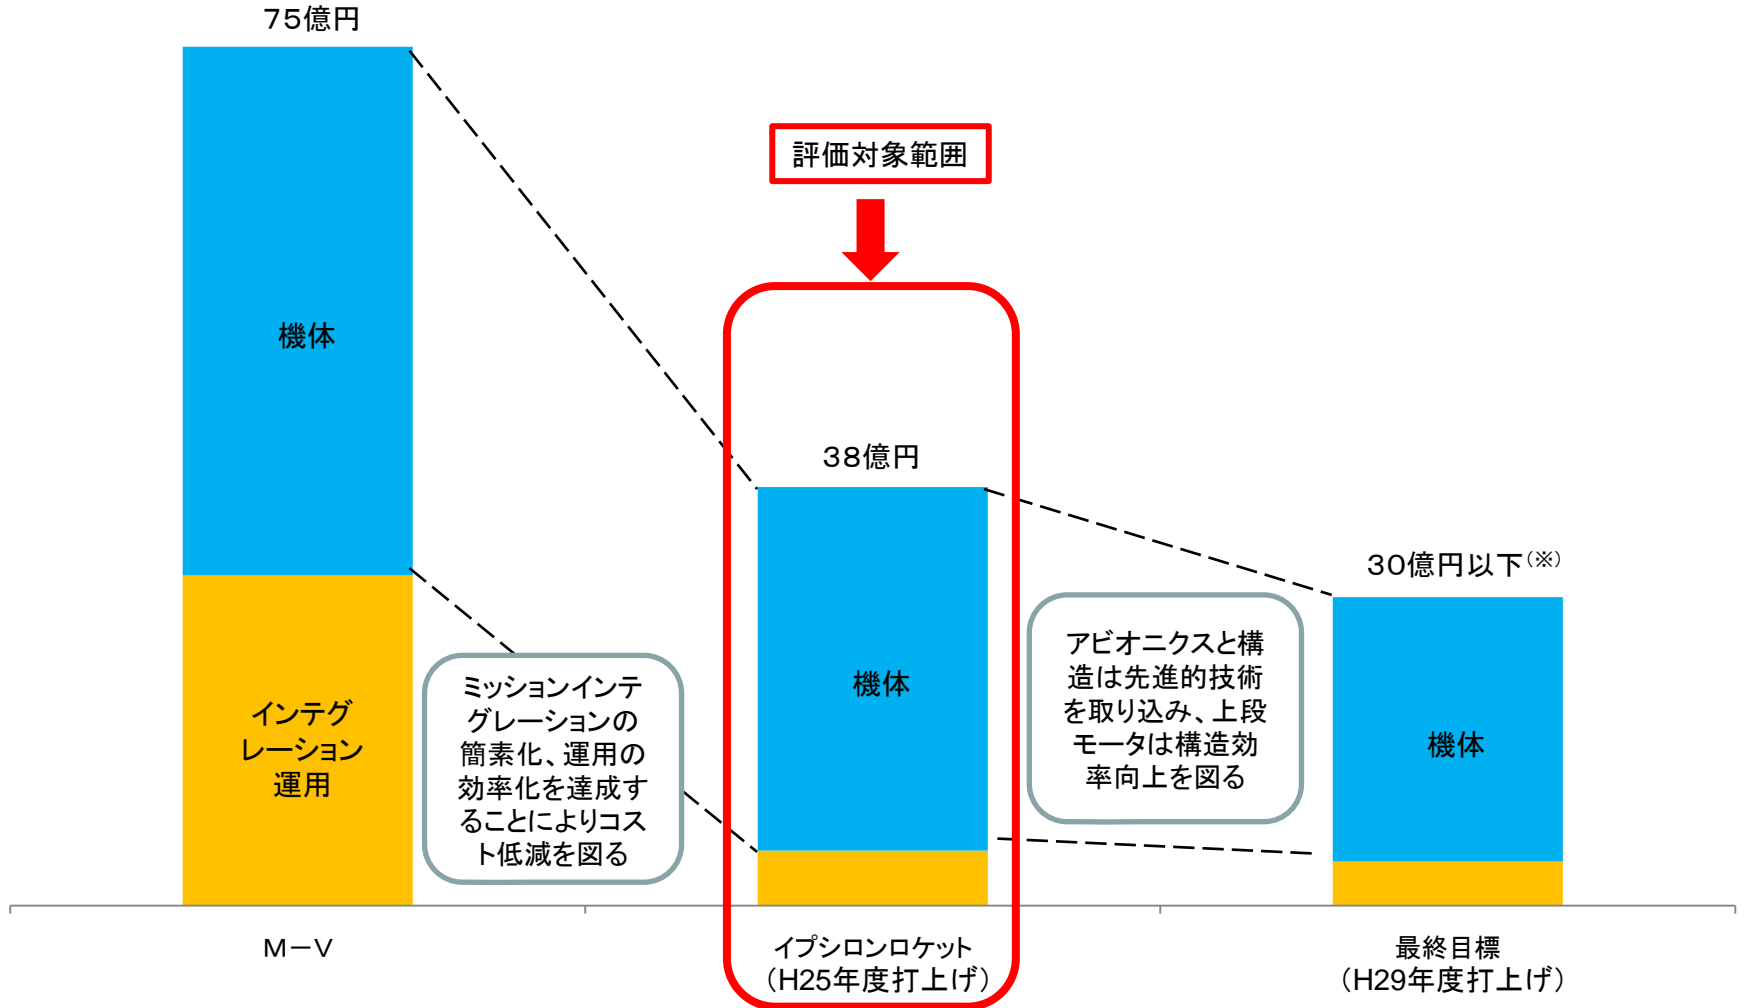 75億円
機体
インテグ
レーション
運用
M-V
ミッションインテ
グレーションの
簡素化、運用の
効率化を達成す
ることによりコス
ト低減を図る
評価対象範囲
38億円
機体
イプシロンロケット
(H25年度打上げ)
アビオニクスと構
造は先進的技術
を取り込み、上段
モータは構造効
率向上を図る
30億円以下(※)
機体
最終目標
(H29年度打上げ)